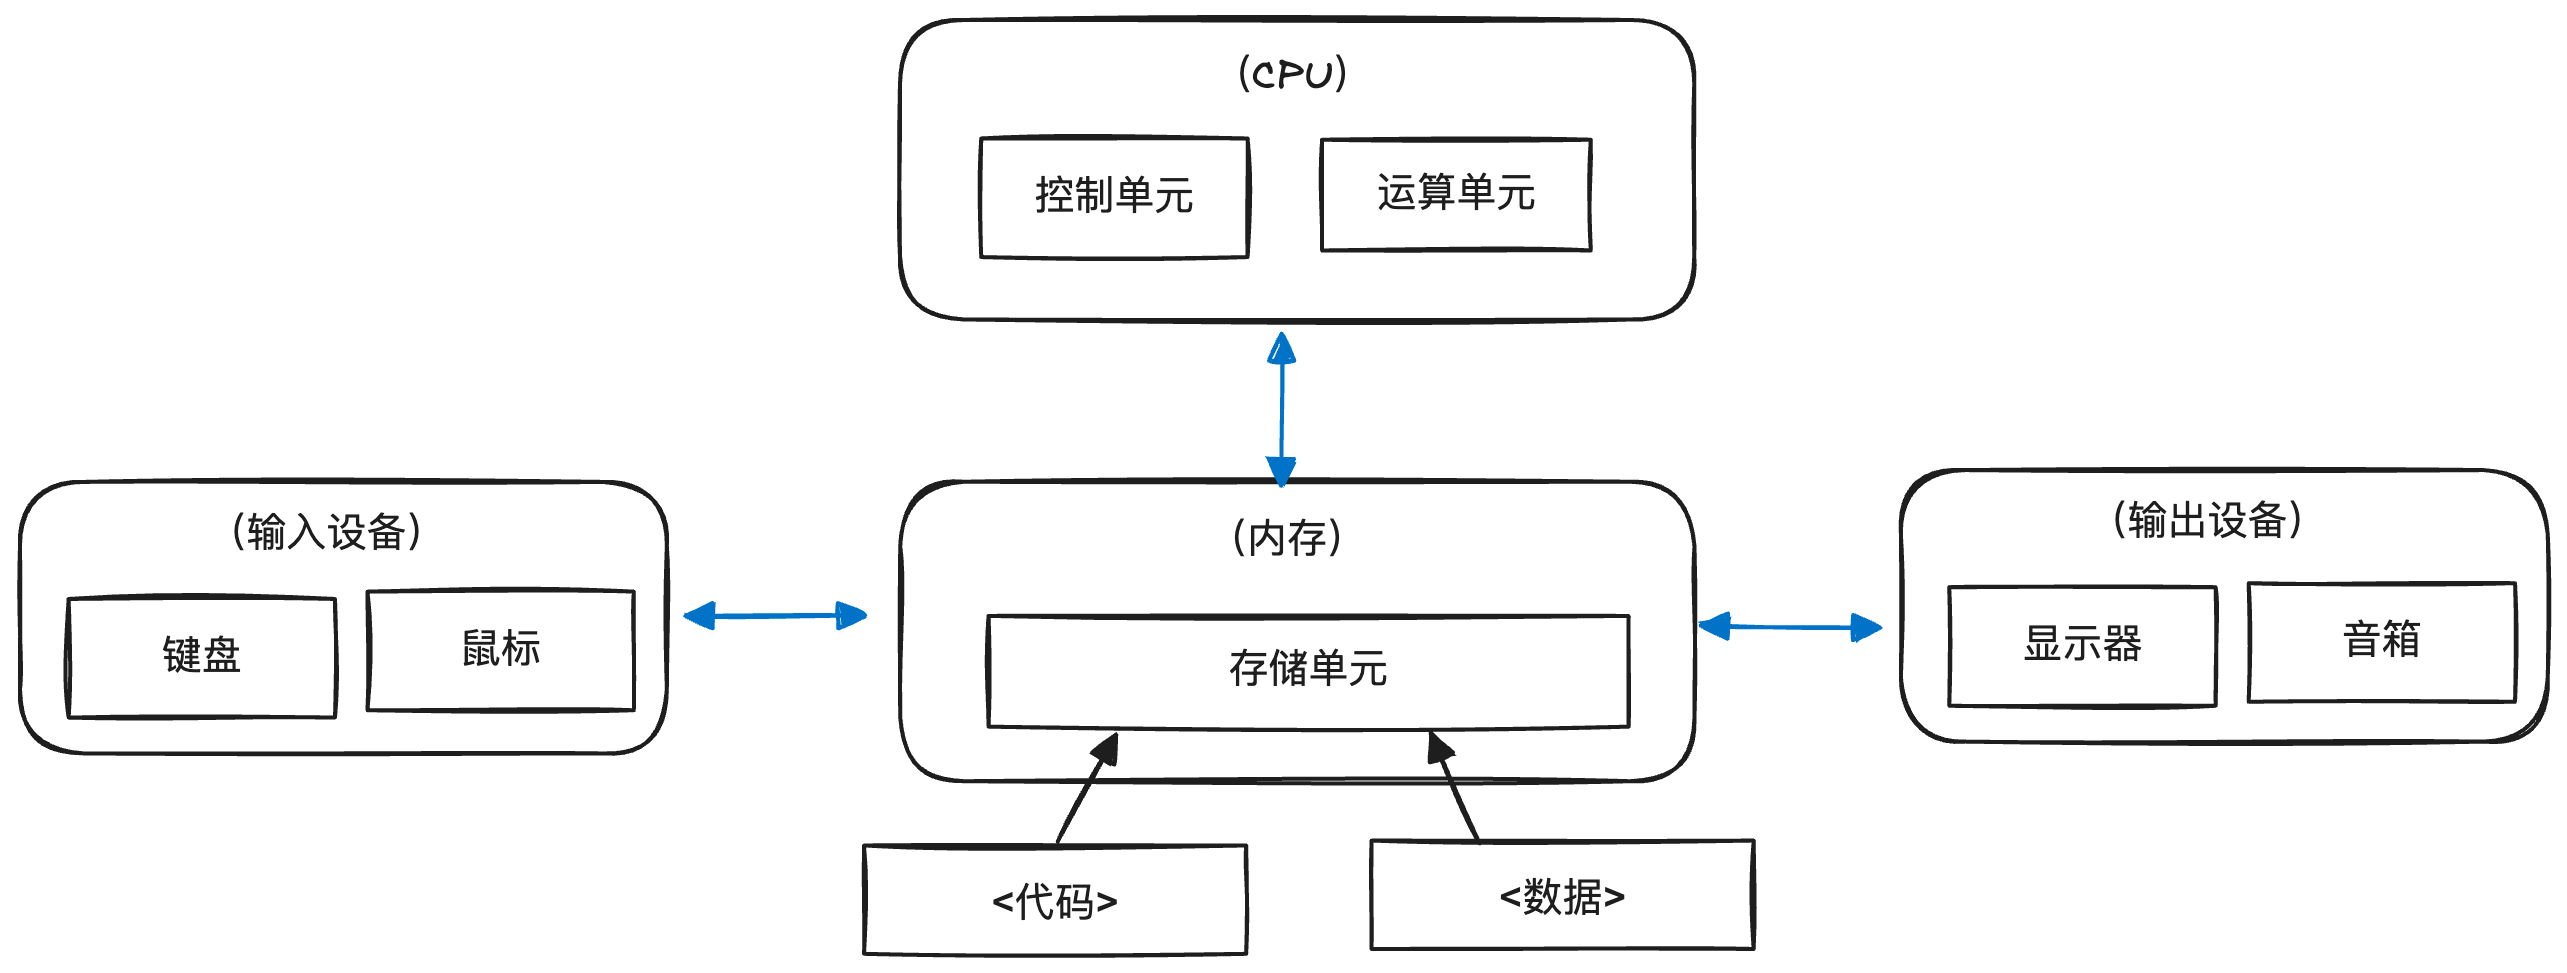 (CPU)
控制单元
运算单元
(输入设备)
键盘
鼠标
(内存)
存储单元
(输出设备)
显示器
音箱
<代码>
<数据>